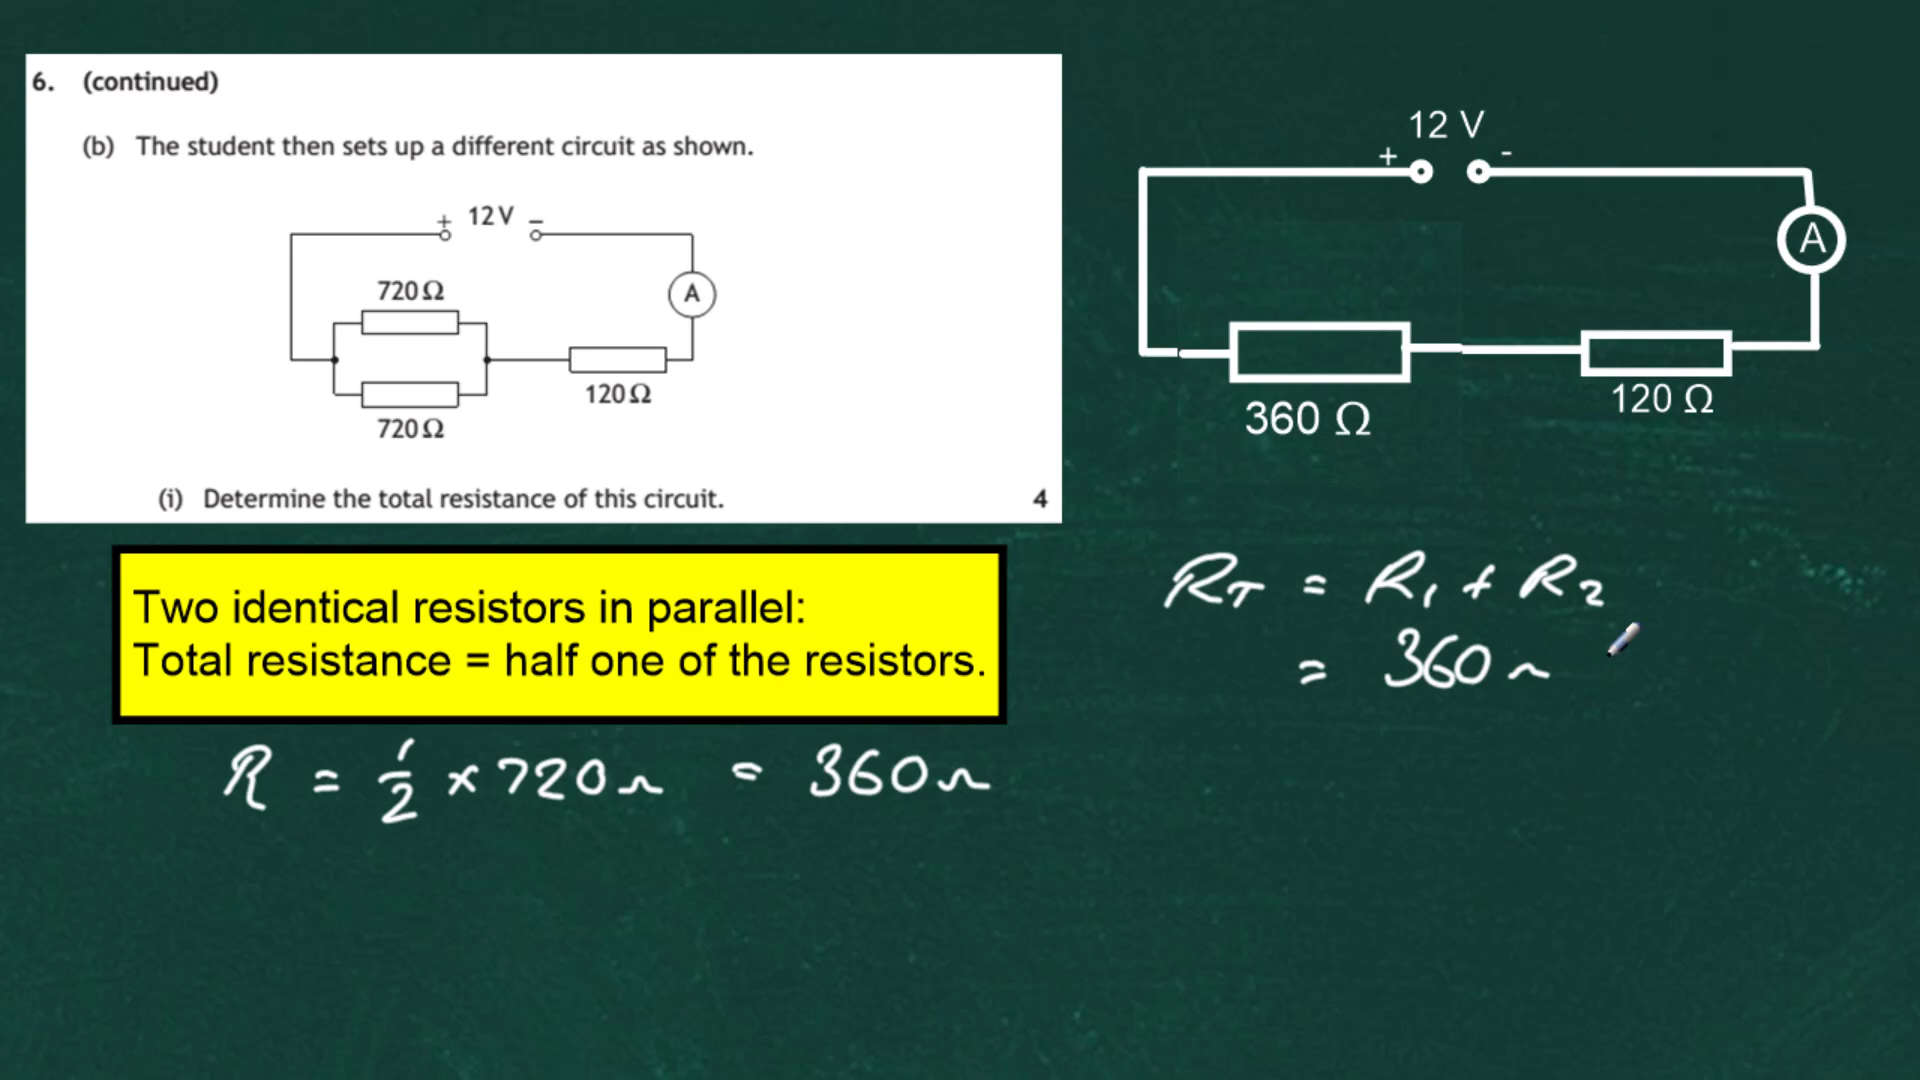 6. (continued)
(b) The student then sets up a different circuit as shown.
+ 12 V −
720 Ω
A
120 Ω
720 Ω
(i) Determine the total resistance of this circuit. 4
12 V
+ -
A
360 Ω
120 Ω
Two identical resistors in parallel:
Total resistance = half one of the resistors.
R = 1/2 × 720 Ω = 360 Ω
RT = R1 + R2
= 360 Ω